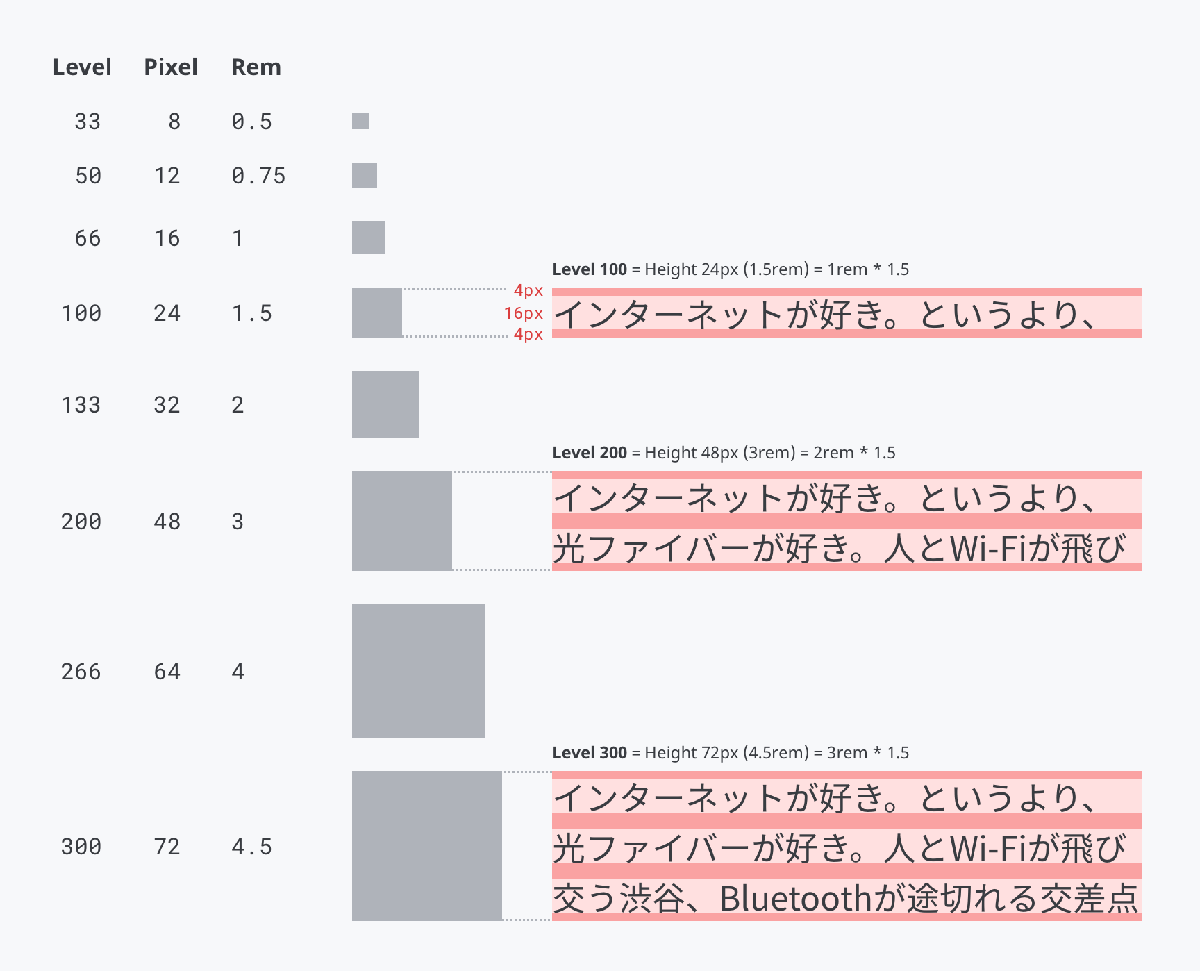 Level Pixel Rem
33 8 0.5
50 12 0.75
66 16 1
Level 100 = Height 24px (1.5rem) = 1rem * 1.5
4px
100 24 1.5 16px インターネットが好き。というより、
4px
133 32 2
Level 200 = Height 48px (3rem) = 2rem * 1.5
インターネットが好き。というより、
200 48 3
光ファイバーが好き。人とWi-Fiが飛び
266 64 4
Level 300 = Height 72px (4.5rem) = 3rem * 1.5
インターネットが好き。というより、
300 72 4.5 光ファイバーが好き。人とWi-Fiが飛び
交う渋谷、Bluetoothが途切れる交差点